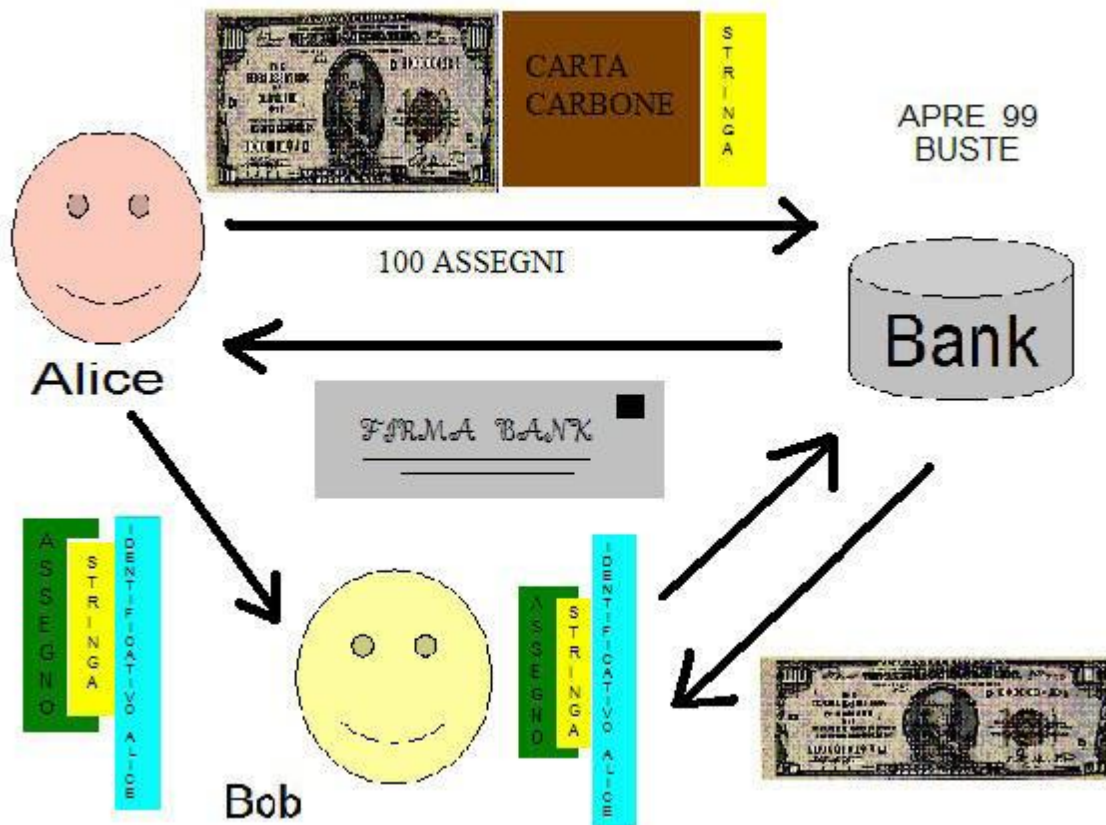 CARTA
CARBONE
STRINGA
APRE 99
BUSTE
100 ASSEGNI
Bank
Alice
FIRMA BANK
ASSEGNO
STRINGA
IDENTIFICATIVO ALICE
ASSEGNO
STRINGA
IDENTIFICATIVO ALICE
Bob